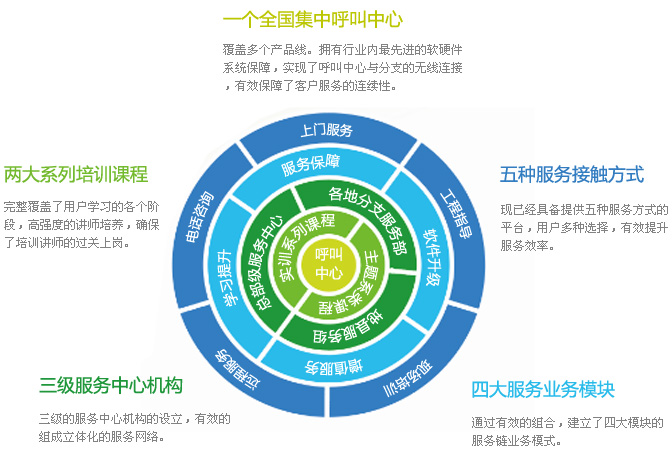 一个全国集中呼叫中心
覆盖多个产品线。拥有行业内最先进的软硬件
系统保障，实现了呼叫中心与分支的无线连接
，有效保障了客户服务的连续性。
两大系列培训课程
完整覆盖了用户学习的各个阶
段，高强度的讲师培养，确保
了培训讲师的过关上岗。
五种服务接触方式
现已经具备提供五种服务方式的
平台，用户多种选择，有效提升
服务效率。
上门服务
工程指导
现场培训
远程服务
电话咨询
服务保障
软件升级
增值服务
学习提升
各地分支服务部
地县服务组
总部级服务中心
实训系列课程
主题系类课程
呼叫
中心
三级服务中心机构
三级的服务中心机构的设立，有效的
组成立体化的服务网络。
四大服务业务模块
通过有效的组合，建立了四大模块的
服务链业务模式。